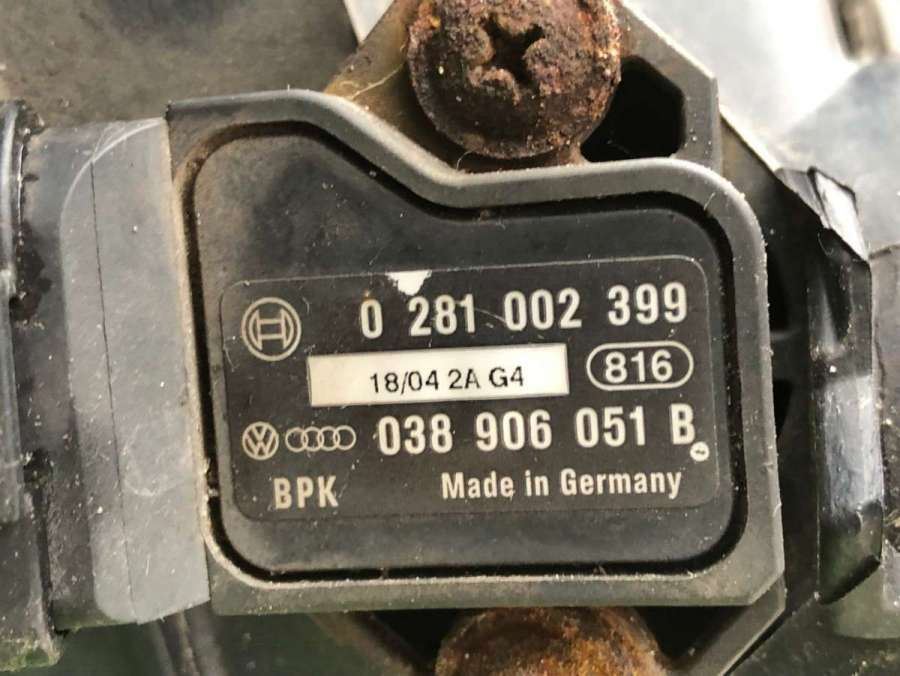 0 281 002 399
18/04 2A G4
816
038 906 051 B
BPK
Made in Germany